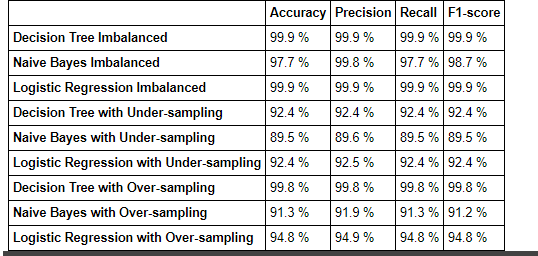 Accuracy Precision Recall F1-score
Decision Tree Imbalanced 99.9 % 99.9 % 99.9 % 99.9 %
Naive Bayes Imbalanced 97.7 % 99.8 % 97.7 % 98.7 %
Logistic Regression Imbalanced 99.9 % 99.9 % 99.9 % 99.9 %
Decision Tree with Under-sampling 92.4 % 92.4 % 92.4 % 92.4 %
Naive Bayes with Under-sampling 89.5 % 89.6 % 89.5 % 89.5 %
Logistic Regression with Under-sampling 92.4 % 92.5 % 92.4 % 92.4 %
Decision Tree with Over-sampling 99.8 % 99.8 % 99.8 % 99.8 %
Naive Bayes with Over-sampling 91.3 % 91.9 % 91.3 % 91.2 %
Logistic Regression with Over-sampling 94.8 % 94.9 % 94.8 % 94.8 %